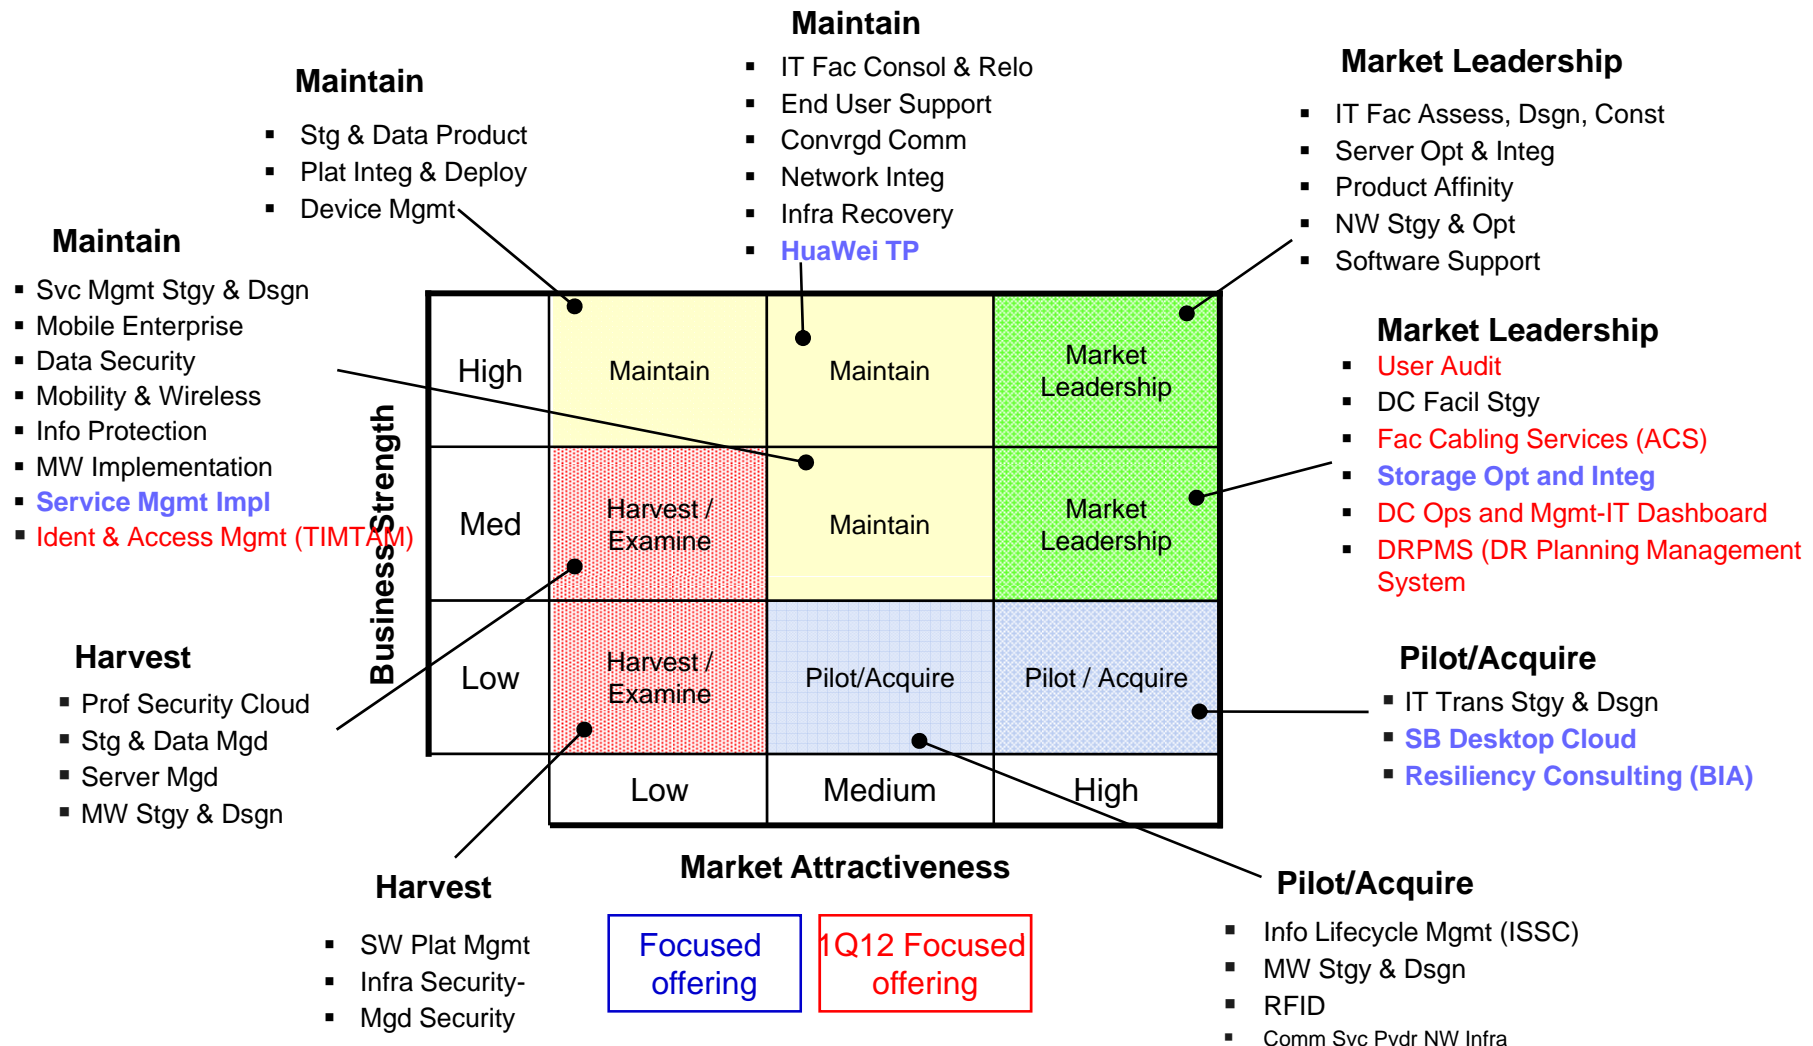 Maintain
IT Fac Consol & Relo
End User Support
Convrgd Comm
Network Integ
Infra Recovery
HuaWei TP
Maintain
Stg & Data Product
Plat Integ & Deploy
Device Mgmt
Market Leadership
IT Fac Assess, Dsgn, Const
Server Opt & Integ
Product Affinity
NW Stgy & Opt
Software Support
Maintain
Svc Mgmt Stgy & Dsgn
Mobile Enterprise
Data Security
Mobility & Wireless
Info Protection
MW Implementation
Service Mgmt Impl
Ident & Access Mgmt (TIMTAM)
Market Leadership
User Audit
DC Facil Stgy
Fac Cabling Services (ACS)
Storage Opt and Integ
DC Ops and Mgmt-IT Dashboard
DRPMS (DR Planning Management
System
Business Strength
High
Maintain
Maintain
Market
Leadership
Med
Harvest /
Examine
Maintain
Market
Leadership
Low
Harvest /
Examine
Pilot/Acquire
Pilot / Acquire
Low
Medium
High
Market Attractiveness
Harvest
Prof Security Cloud
Stg & Data Mgd
Server Mgd
MW Stgy & Dsgn
Pilot/Acquire
IT Trans Stgy & Dsgn
SB Desktop Cloud
Resiliency Consulting (BIA)
Harvest
SW Plat Mgmt
Infra Security-
Mgd Security
Focused
offering
1Q12 Focused
offering
Pilot/Acquire
Info Lifecycle Mgmt (ISSC)
MW Stgy & Dsgn
RFID
Comm Svc Pvdr NW Infra